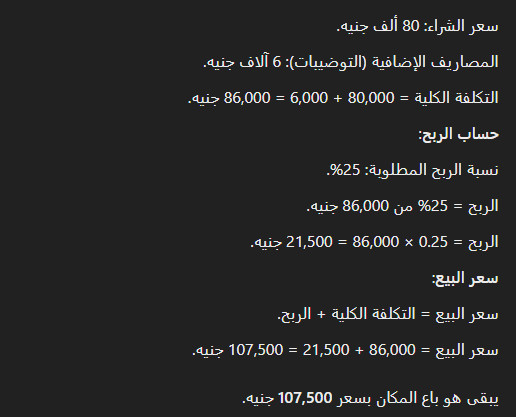 سعر الشراء: 80 ألف جنيه.
المصاريف الإضافية (التوضيبات): 6 آلاف جنيه.
التكلفة الكلية = 80,000 + 6,000 = 86,000 جنيه.
حساب الربح:
نسبة الربح المطلوبة: 25%.
الربح = 25% من 86,000 جنيه.
الربح = 0.25 × 86,000 = 21,500 جنيه.
سعر البيع:
سعر البيع = التكلفة الكلية + الربح.
سعر البيع = 86,000 + 21,500 = 107,500 جنيه.
يبقى هو باع المكان بسعر 107,500 جنيه.